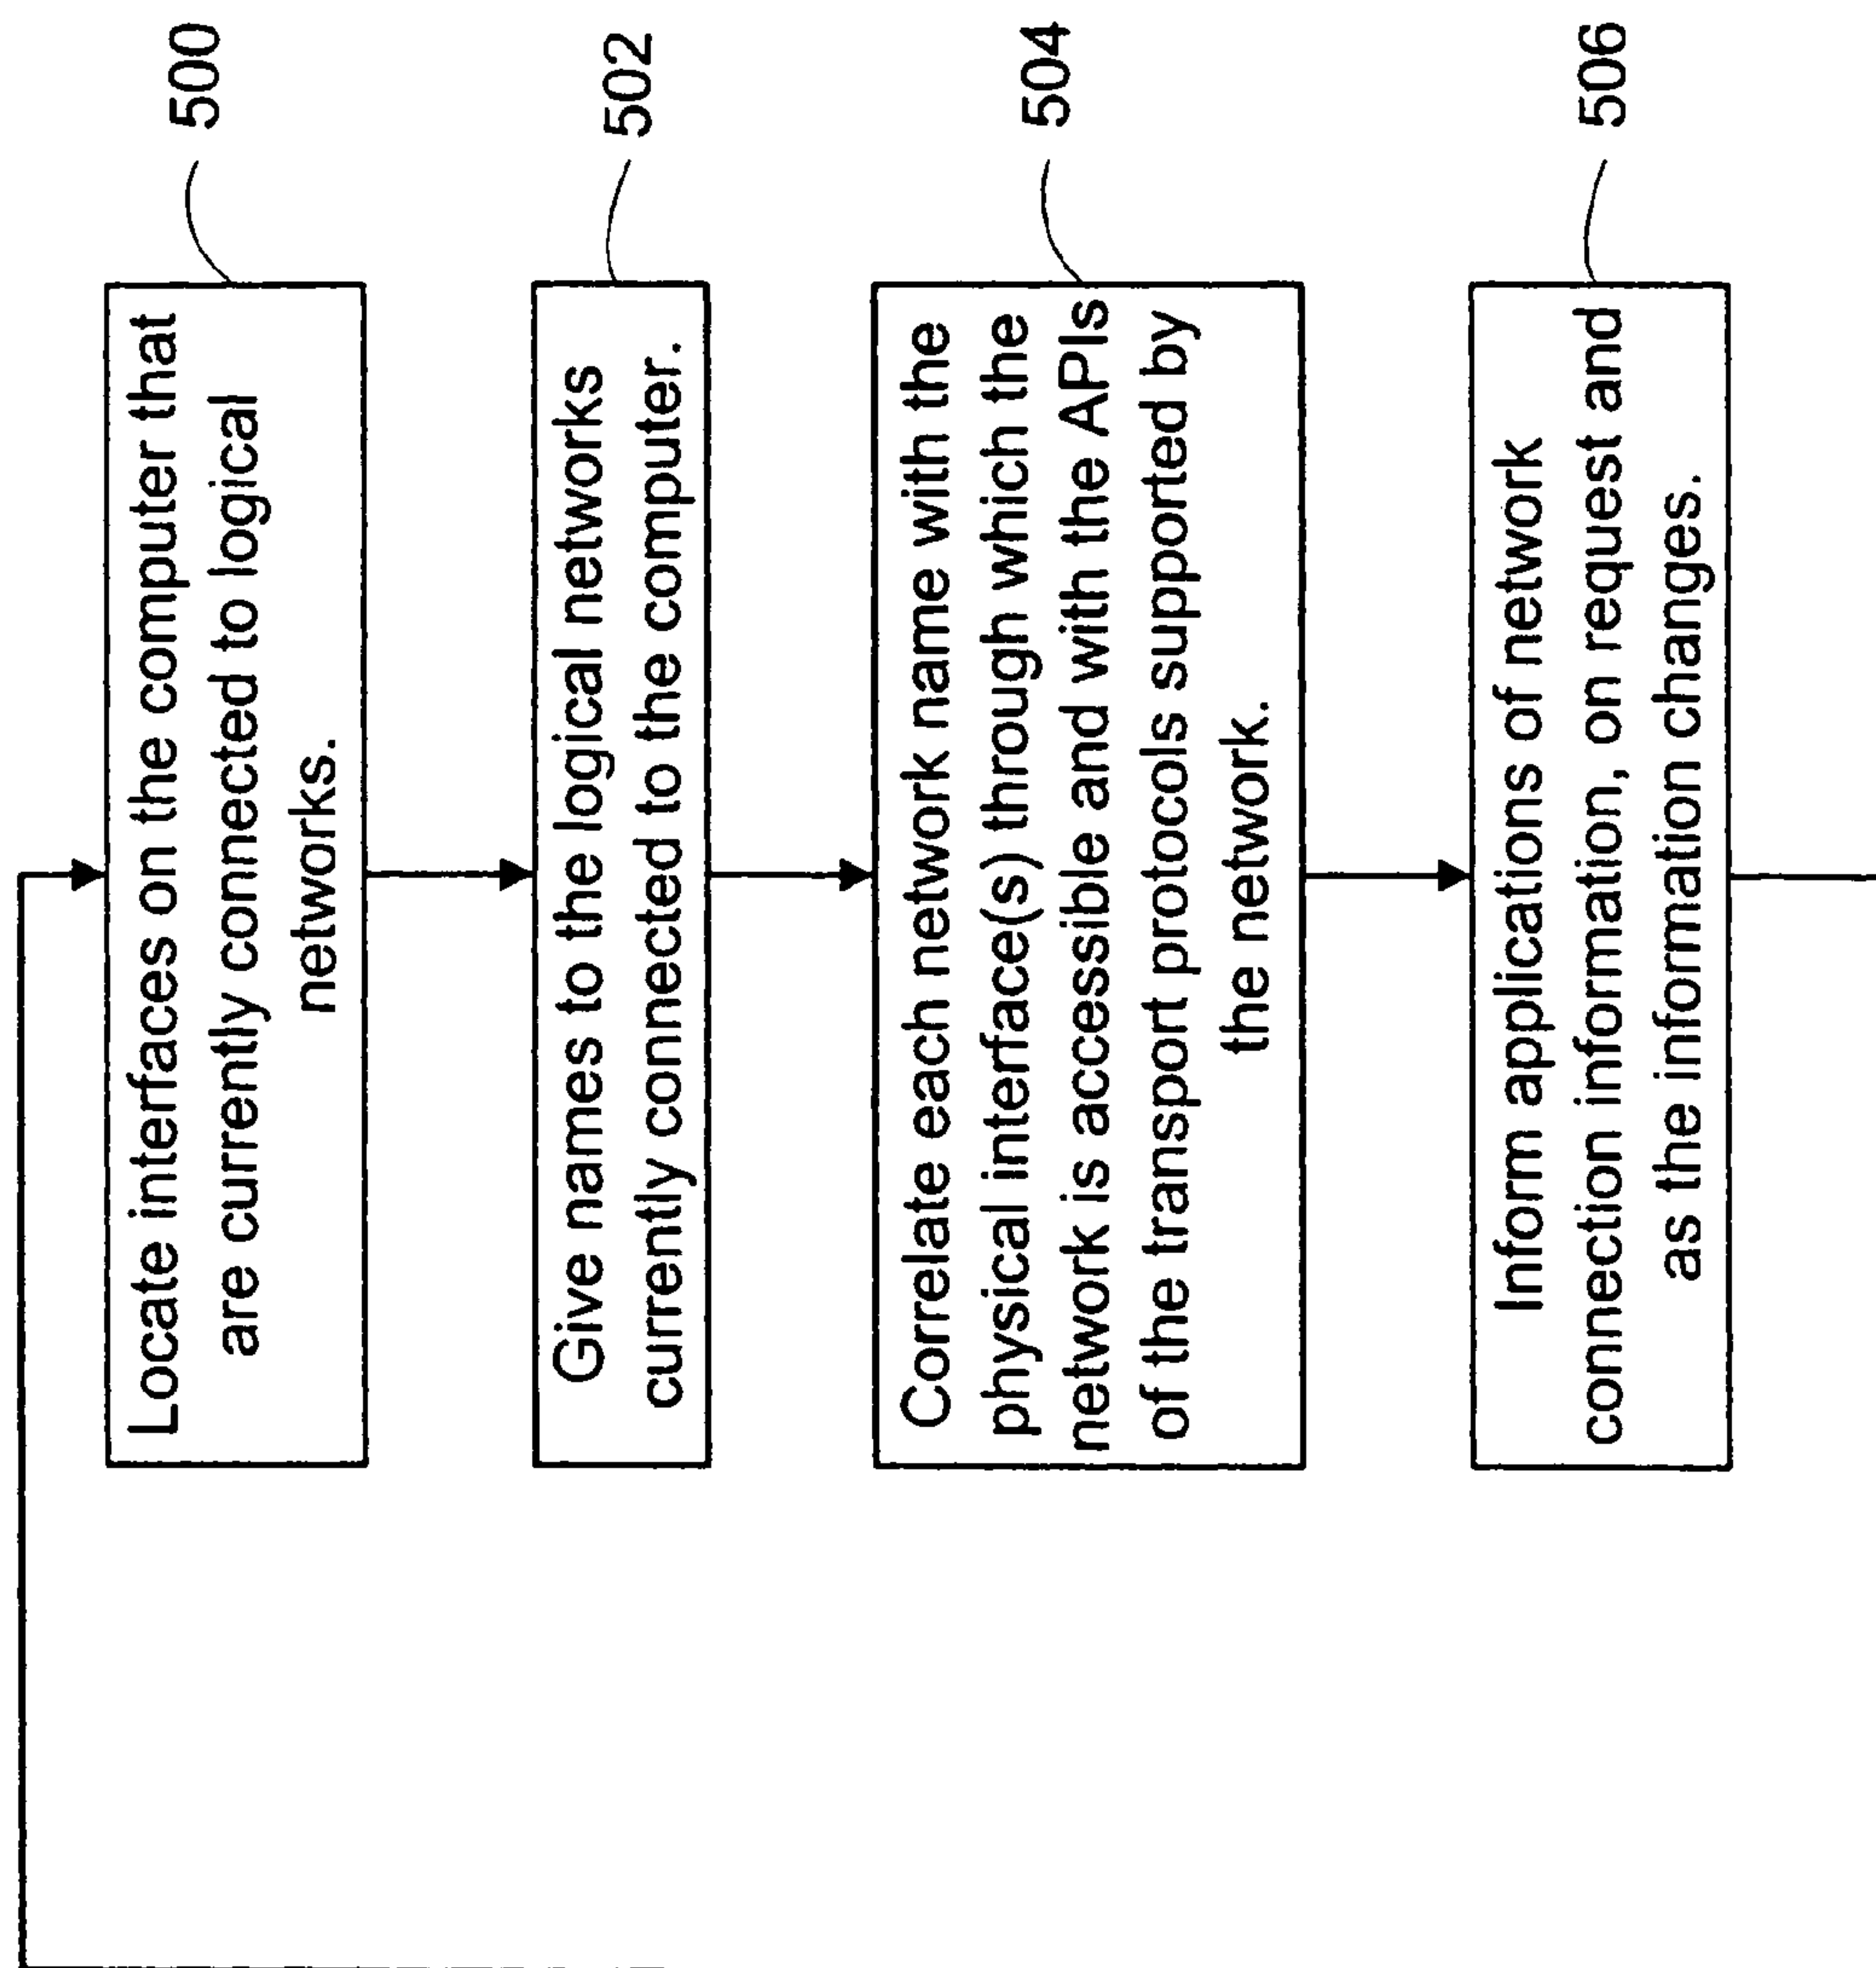 Locate interfaces on the computer that
are currently connected to logical
networks.
500
Give names to the logical networks
currently connected to the computer.
502
Correlate each network name with the
physical interface(s) through which the
network is accessible and with the APIs
of the transport protocols supported by
the network.
504
Inform applications of network
connection information, on request and
as the information changes.
506